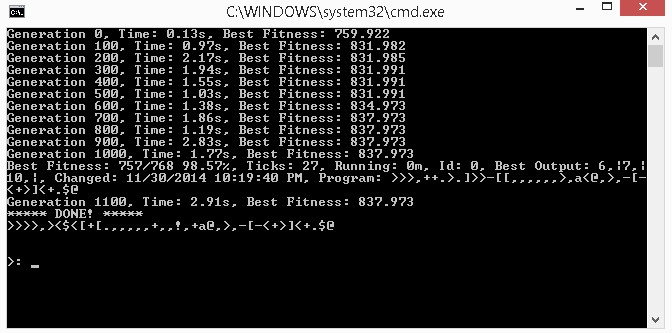 C:\WINDOWS\system32\cmd.exe
Generation 0, Time: 0.13s, Best Fitness: 759.922
Generation 100, Time: 0.97s, Best Fitness: 831.982
Generation 200, Time: 2.17s, Best Fitness: 831.985
Generation 300, Time: 1.94s, Best Fitness: 831.991
Generation 400, Time: 1.55s, Best Fitness: 831.991
Generation 500, Time: 1.03s, Best Fitness: 831.991
Generation 600, Time: 1.38s, Best Fitness: 834.973
Generation 700, Time: 1.86s, Best Fitness: 837.973
Generation 800, Time: 1.19s, Best Fitness: 837.973
Generation 900, Time: 2.83s, Best Fitness: 837.973
Generation 1000, Time: 1.77s, Best Fitness: 837.973
Best Fitness: 757/768 98.57%, Ticks: 27, Running: 0m, Id: 0, Best Output: 6,¦7,¦
10,¦, Changed: 11/30/2014 10:19:40 PM, Program: >>>,++.>.]>>-[[,,,,,,>,a<@,>,-[-
<+>]<+.$@
Generation 1100, Time: 2.91s, Best Fitness: 837.973
***** DONE! *****
>>>>,><$<[+[.,,,,,+,,!,+a@,>,-[-<+>]<+.$@
>: _